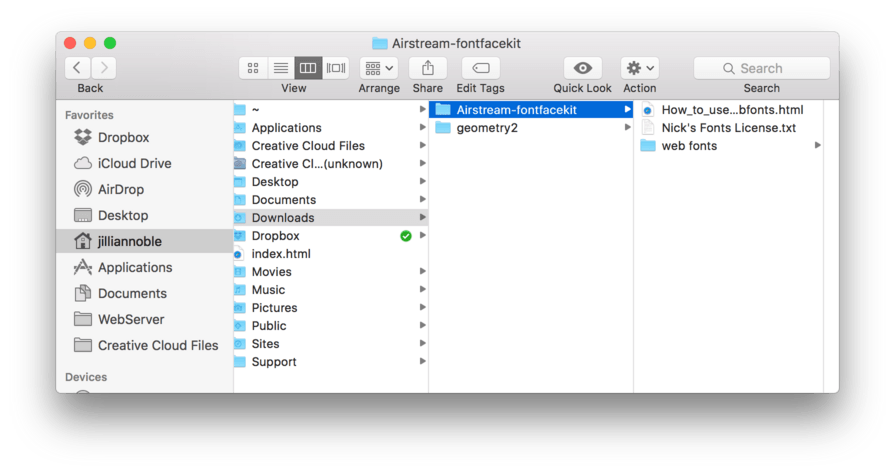 Airstream-fontfacekit
Search
Back
View
Arrange
Share
Edit Tags
Quick Look
Action
Search
Favorites
Dropbox
iCloud Drive
AirDrop
Desktop
jilliannoble
Applications
Documents
WebServer
Creative Cloud Files
Devices
~
Applications
Creative Cloud Files
Creative Cl...(unknown)
Desktop
Documents
Downloads
Dropbox
index.html
Movies
Music
Pictures
Public
Sites
Support
Airstream-fontfacekit
geometry2
How_to_use...bfonts.html
Nick's Fonts License.txt
web fonts